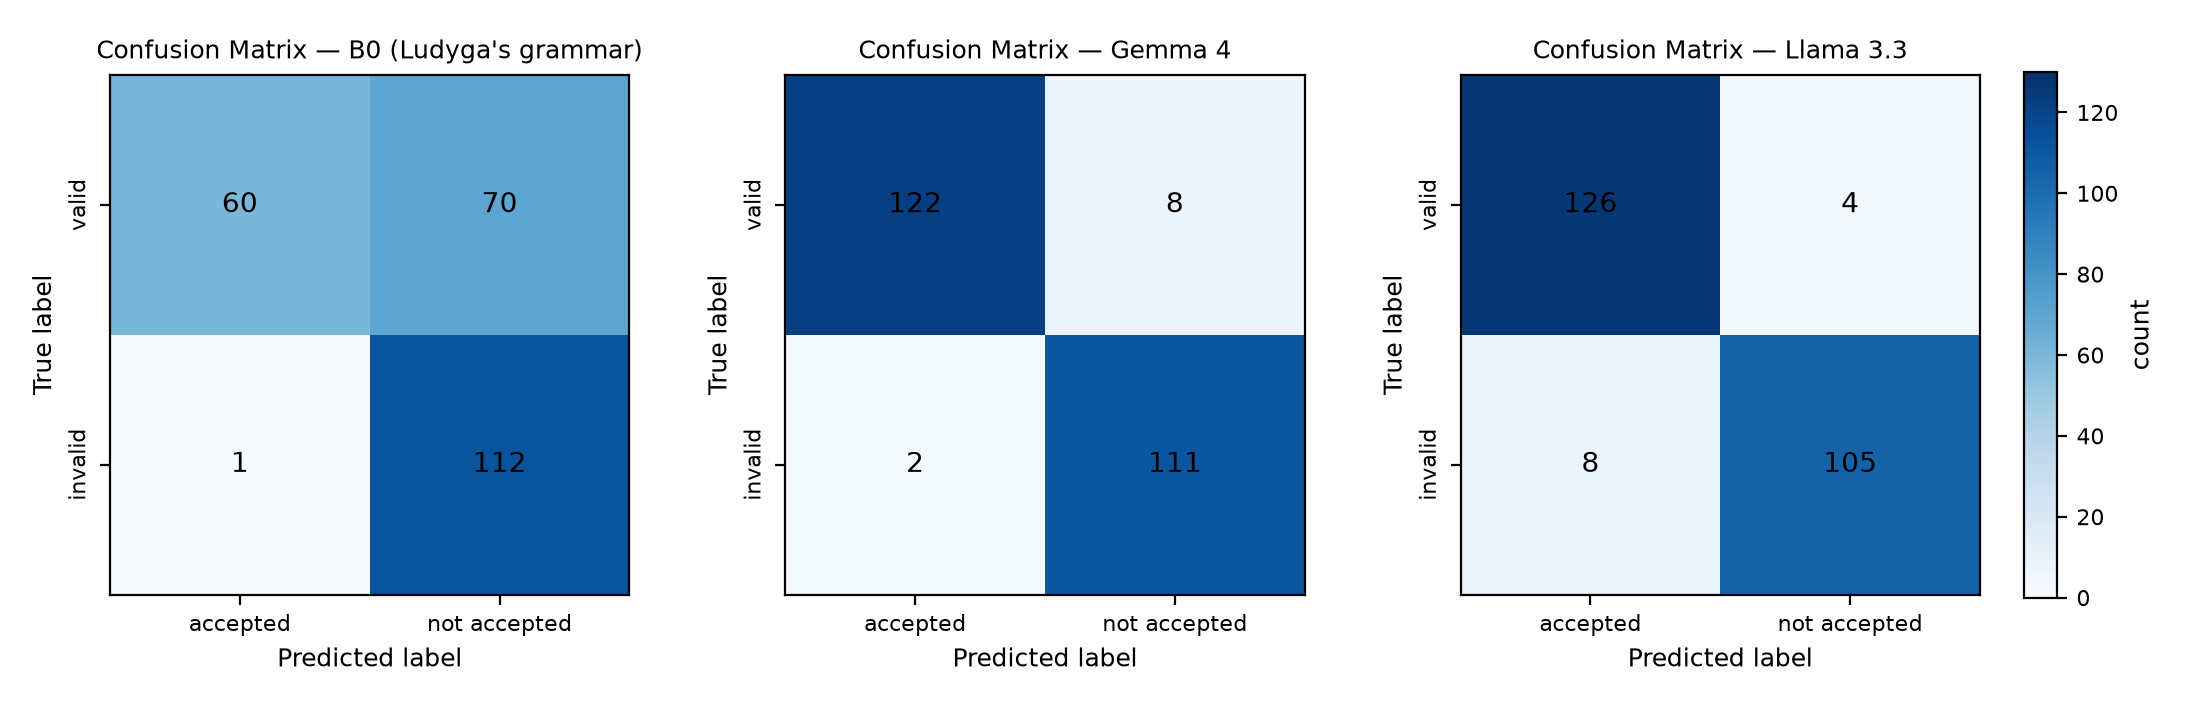 Confusion Matrix — B0 (Ludyga's grammar)
valid
invalid
True label
60
70
1
112
accepted
not accepted
Predicted label
Confusion Matrix — Gemma 4
valid
invalid
True label
122
8
2
111
accepted
not accepted
Predicted label
Confusion Matrix — Llama 3.3
valid
invalid
True label
126
4
8
105
accepted
not accepted
Predicted label
120
100
80
60
40
20
0
count